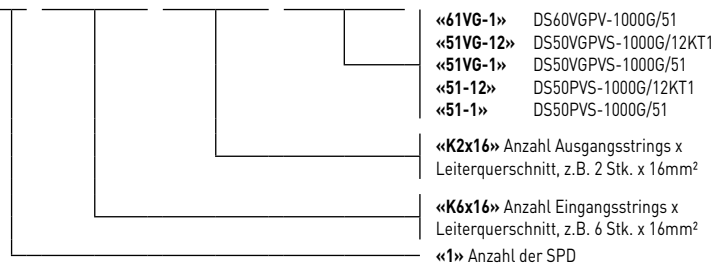 «61VG-1» DS60VGPV-1000G/51
«51VG-12» DS50VGPVS-1000G/12KT1
«51VG-1» DS50VGPVS-1000G/51
«51-12» DS50PVS-1000G/12KT1
«51-1» DS50PVS-1000G/51
«K2x16» Anzahl Ausgangsstrings x
Leiterquerschnitt, z.B. 2 Stk. x 16mm²
«K6x16» Anzahl Eingangsstrings x
Leiterquerschnitt, z.B. 6 Stk. x 16mm²
«1» Anzahl der SPD